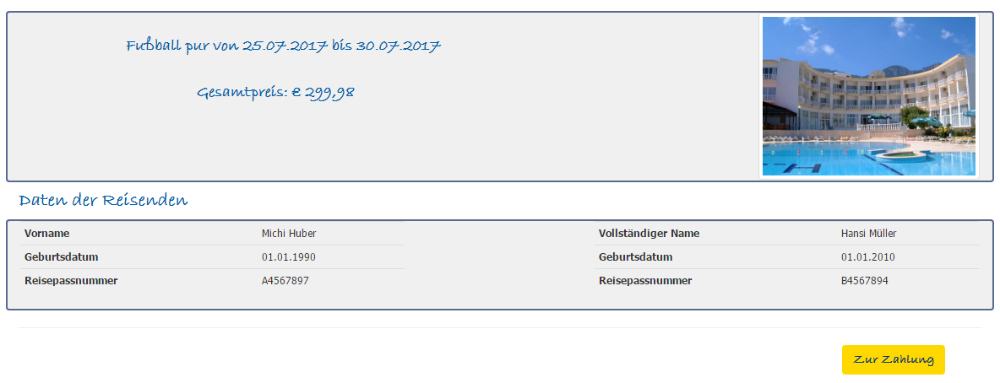 Fußball pur von 25.07.2017 bis 30.07.2017
Gesamtpreis: € 299,98
Daten der Reisenden
Vorname Michi Huber
Geburtsdatum 01.01.1990
Reisepassnummer A4567897
Vollständiger Name Hansi Müller
Geburtsdatum 01.01.2010
Reisepassnummer B4567894
Zur Zahlung